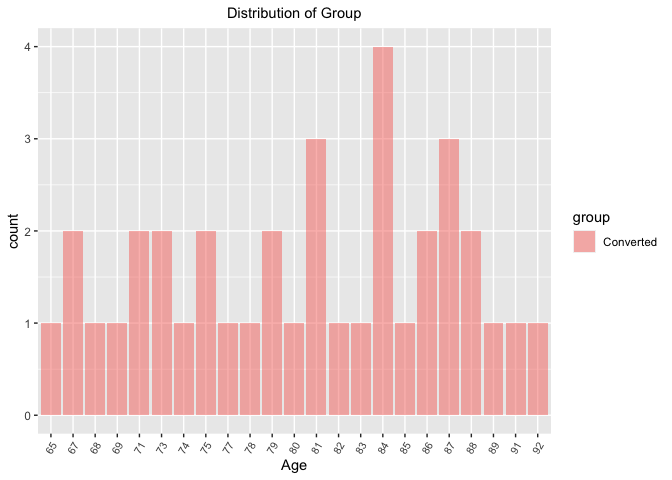 Distribution of Group
4
3
2
1
0
count
65 67 68 69 71 73 74 75 77 78 79 80 81 82 83 84 85 86 87 88 89 91 92
Age
group
Converted